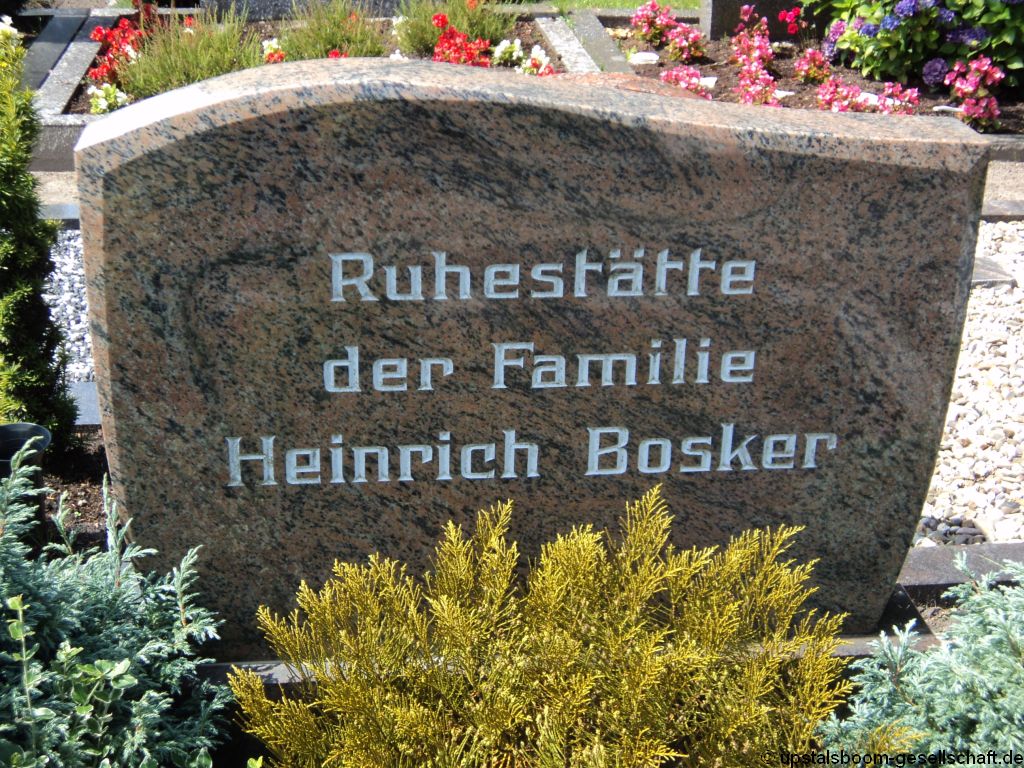 Ruhestätte
der Familie
Heinrich Bosker
upstalsboom-gesellschaft.de